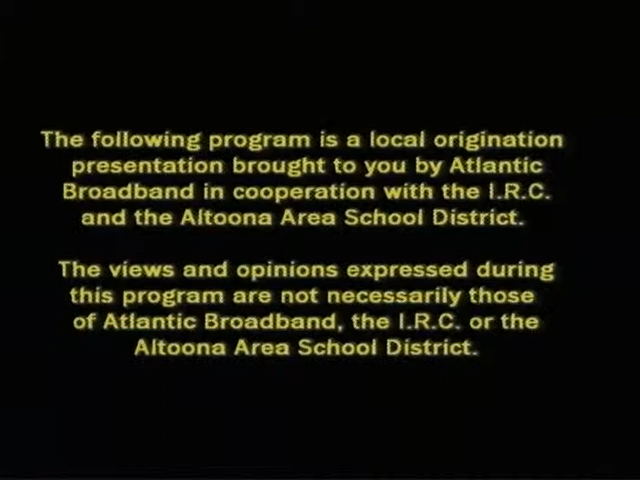 The following program is a local origination
presentation brought to you by Atlantic
Broadband in cooperation with the I.R.C.
and the Altoona Area School District.
The views and opinions expressed during
this program are not necessarily those
of Atlantic Broadband, the I.R.C. or the
Altoona Area School District.